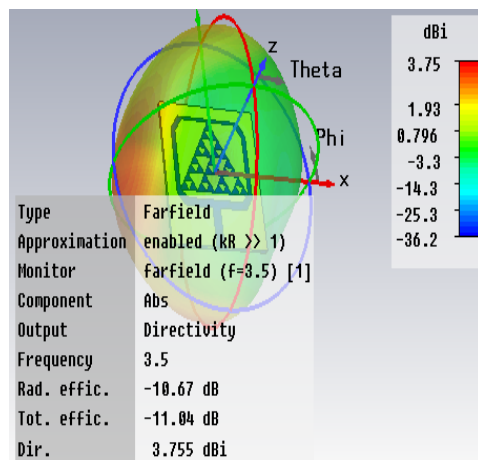 dBi
3.75
1.93
0.796
-3.3
-14.3
-25.3
-36.2
z
Theta
Phi
x
Type Farfield
Approximation enabled (kR >> 1)
Monitor farfield (f=3.5) [1]
Component Abs
Output Directivity
Frequency 3.5
Rad. effic. -10.67 dB
Tot. effic. -11.04 dB
Dir. 3.755 dBi